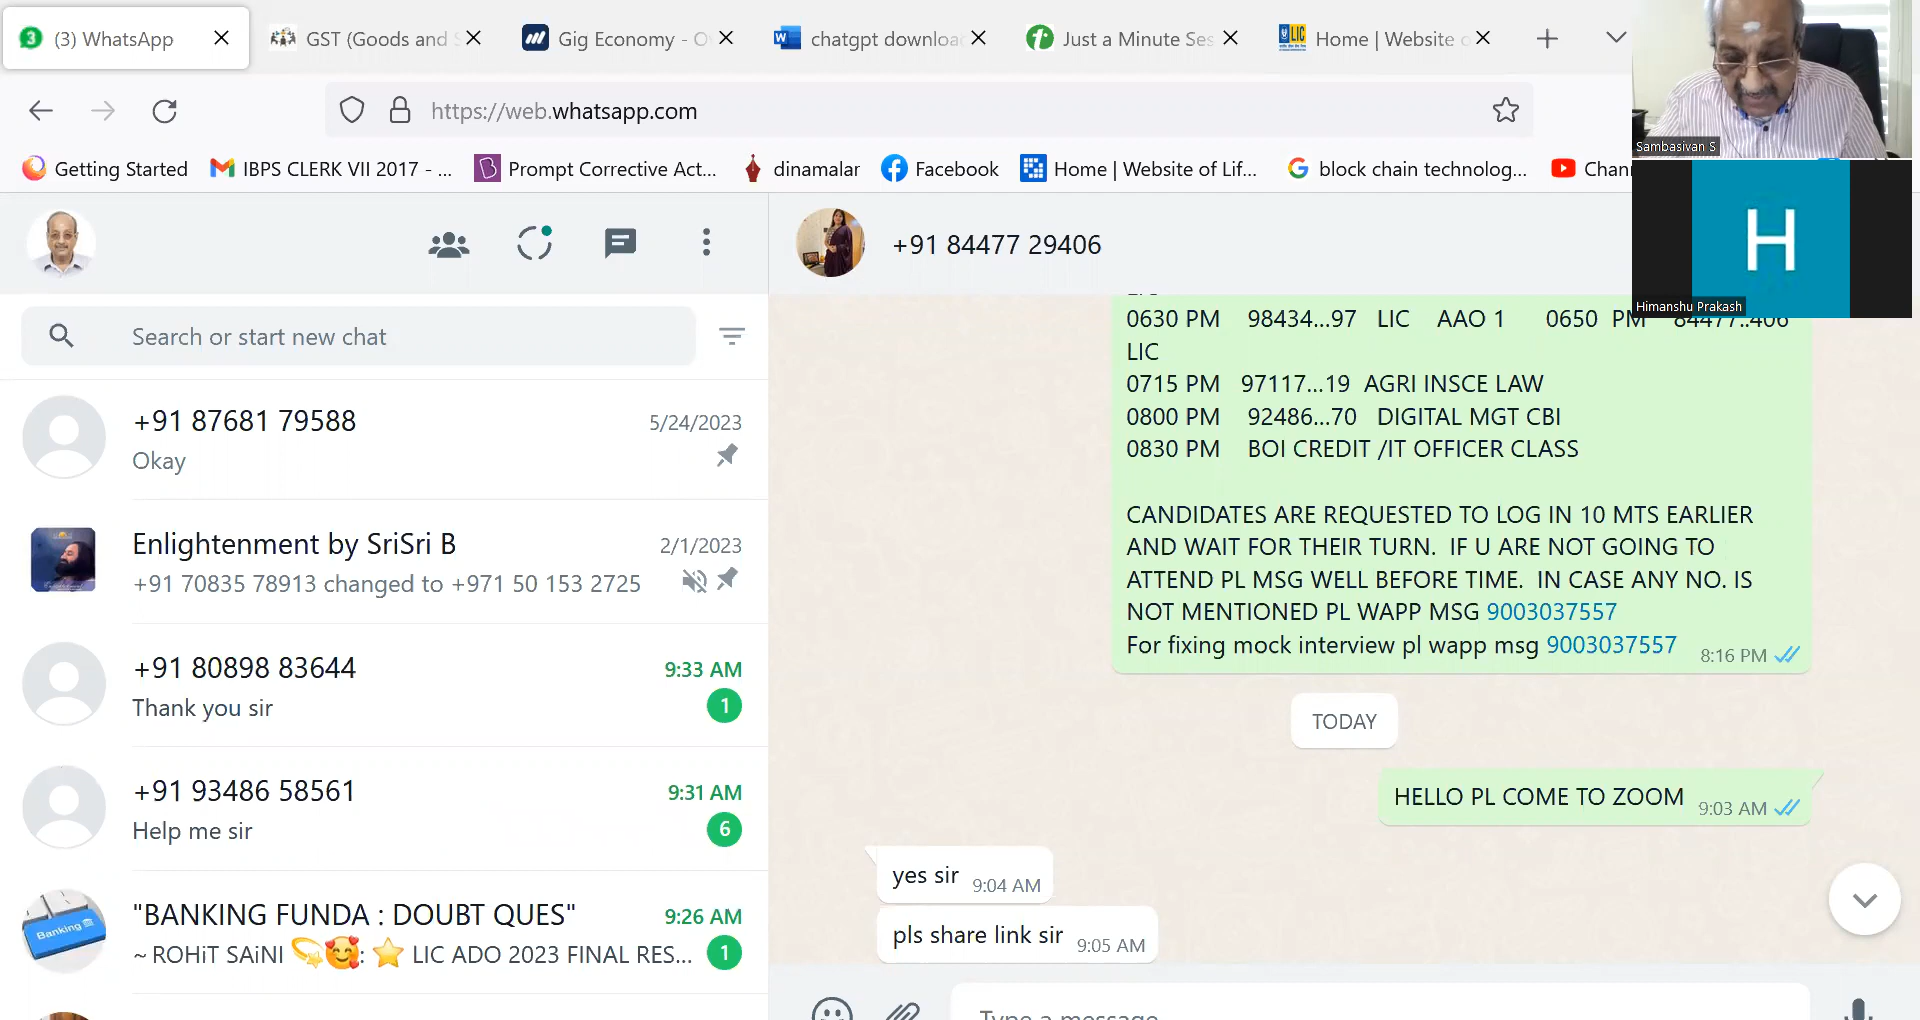 3 (3) WhatsApp
GST (Goods and S
Gig Economy - O
chatgpt downloa
Just a Minute Ses
LIC Home | Website o
https://web.whatsapp.com
Getting Started
IBPS CLERK VII 2017 - ...
Prompt Corrective Act...
dinamalar
Facebook
Home | Website of Lif...
block chain technolog...
Chan
Sambasivan S
H
Himanshu Prakash
+91 84477 29406
Search or start new chat
+91 87681 79588
5/24/2023
Okay
Enlightenment by SriSri B
2/1/2023
+91 70835 78913 changed to +971 50 153 2725
+91 80898 83644
9:33 AM
Thank you sir
1
+91 93486 58561
9:31 AM
Help me sir
6
Banking
"BANKING FUNDA : DOUBT QUES"
9:26 AM
~ ROHiT SAiNI 💫🥰: ⭐ LIC ADO 2023 FINAL RES...
1
0630 PM 98434...97 LIC AAO 1 0650 PM 84477..406
LIC
0715 PM 97117...19 AGRI INSCE LAW
0800 PM 92486...70 DIGITAL MGT CBI
0830 PM BOI CREDIT /IT OFFICER CLASS
CANDIDATES ARE REQUESTED TO LOG IN 10 MTS EARLIER
AND WAIT FOR THEIR TURN. IF U ARE NOT GOING TO
ATTEND PL MSG WELL BEFORE TIME. IN CASE ANY NO. IS
NOT MENTIONED PL WAPP MSG 9003037557
For fixing mock interview pl wapp msg 9003037557
8:16 PM
TODAY
HELLO PL COME TO ZOOM
9:03 AM
yes sir
9:04 AM
pls share link sir
9:05 AM
Type a message